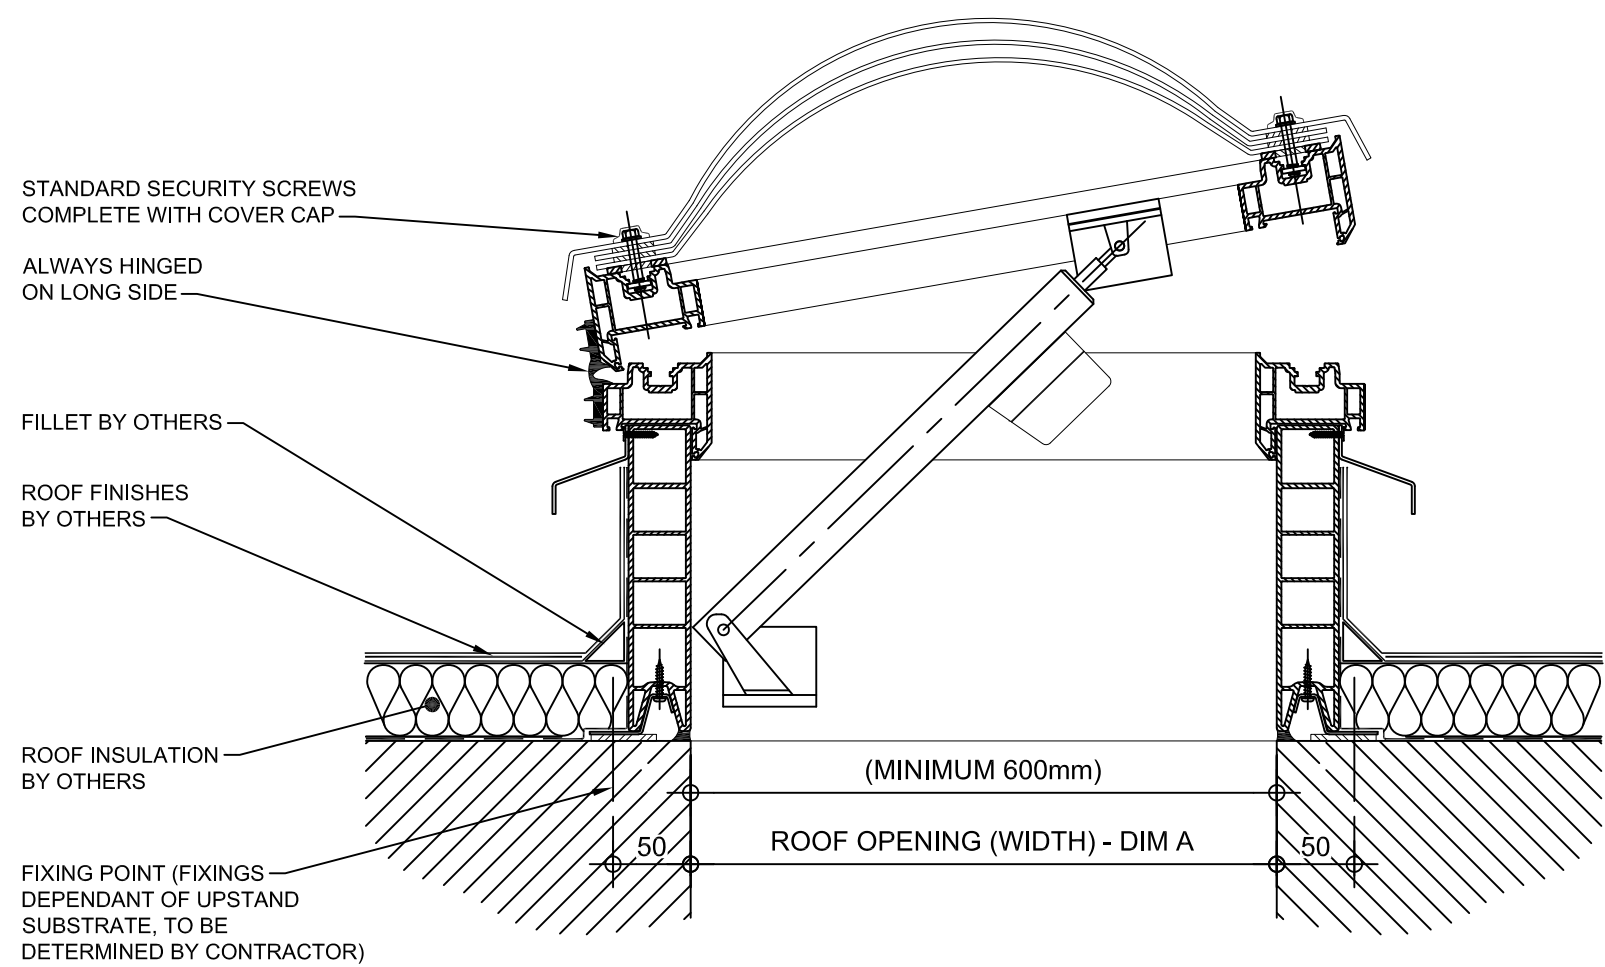 STANDARD SECURITY SCREWS
COMPLETE WITH COVER CAP
ALWAYS HINGED
ON LONG SIDE
FILLET BY OTHERS
ROOF FINISHES
BY OTHERS
ROOF INSULATION
BY OTHERS
FIXING POINT (FIXINGS
DEPENDANT OF UPSTAND
SUBSTRATE, TO BE
DETERMINED BY CONTRACTOR)
(MINIMUM 600mm)
50
ROOF OPENING (WIDTH) - DIM A
50